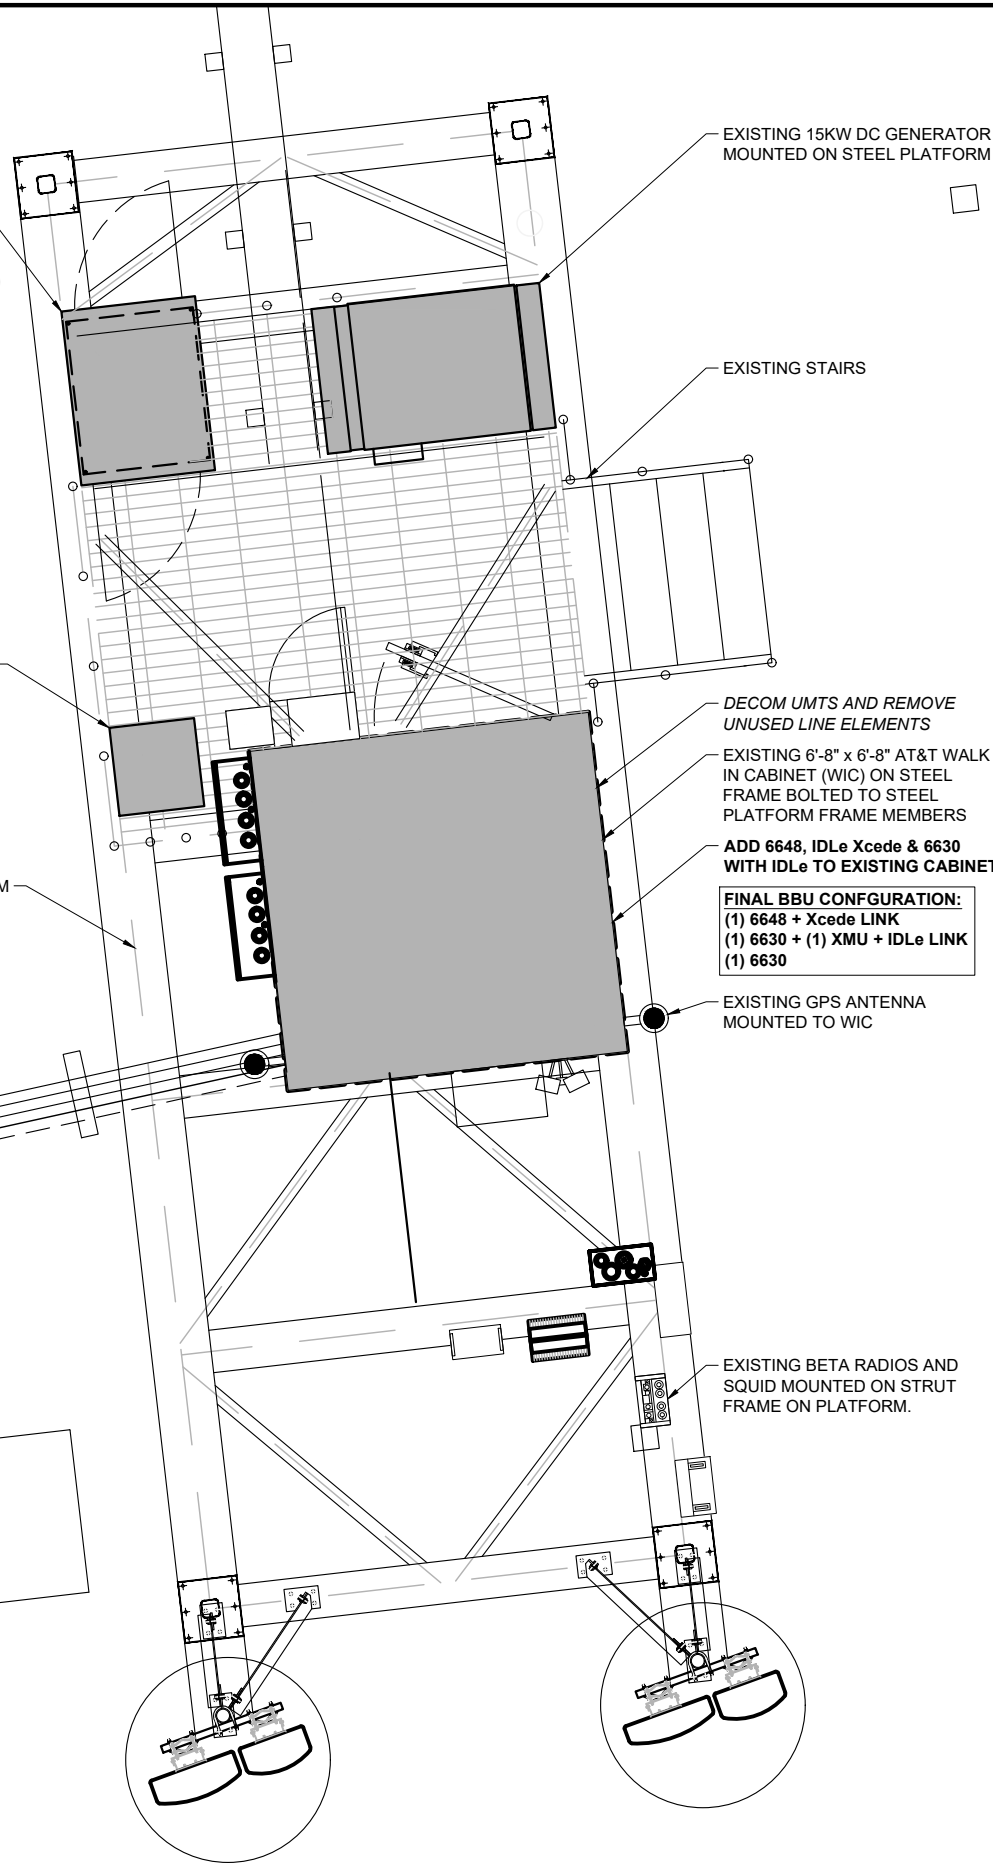 EXISTING 15KW DC GENERATOR
MOUNTED ON STEEL PLATFORM
EXISTING STAIRS
DECOM UMTS AND REMOVE
UNUSED LINE ELEMENTS
EXISTING 6'-8" x 6'-8" AT&T WALK
IN CABINET (WIC) ON STEEL
FRAME BOLTED TO STEEL
PLATFORM FRAME MEMBERS
ADD 6648, IDLe Xcede & 6630
WITH IDLe TO EXISTING CABINET
M
FINAL BBU CONFGURATION:
(1) 6648 + Xcede LINK
(1) 6630 + (1) XMU + IDLe LINK
(1) 6630
EXISTING GPS ANTENNA
MOUNTED TO WIC
EXISTING BETA RADIOS AND
SQUID MOUNTED ON STRUT
FRAME ON PLATFORM.